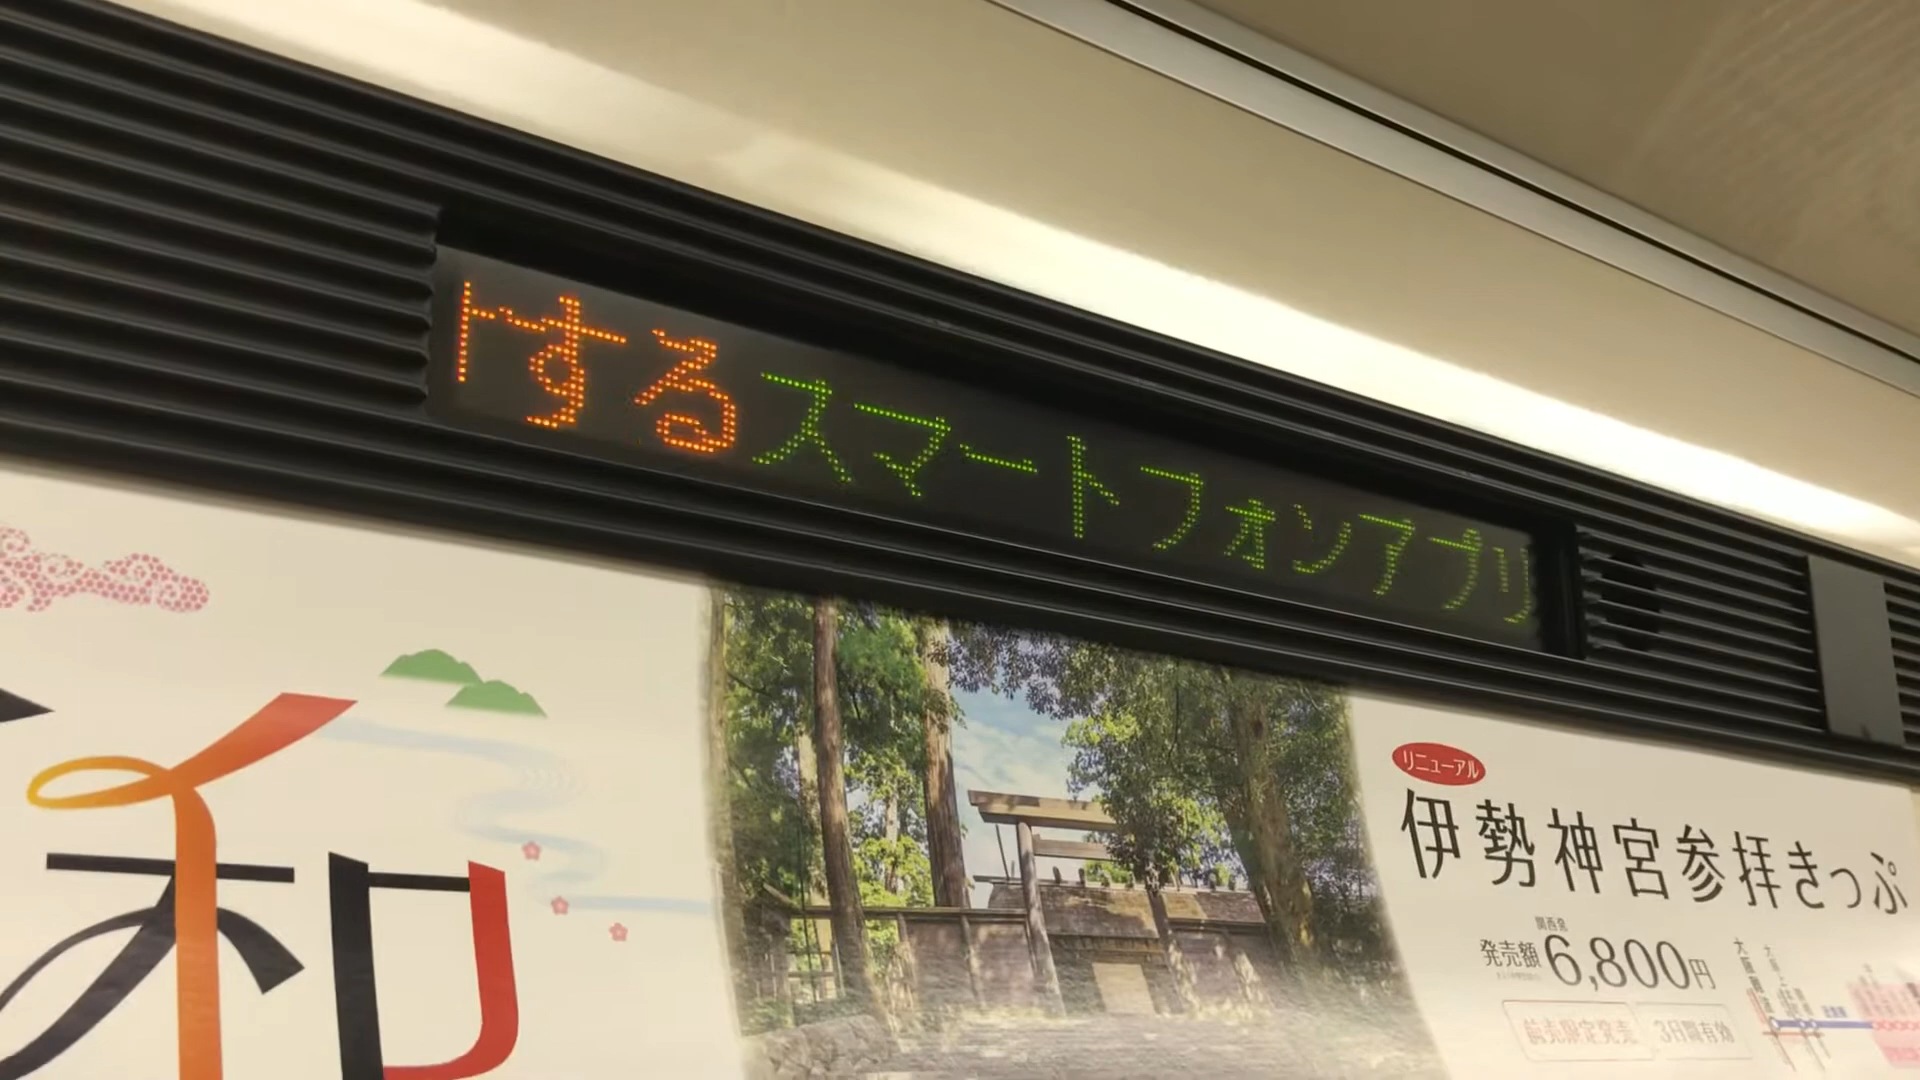 トするスマートフォンアプリ
和
リニューアル
伊勢神宮参拝きっぷ
関西発
発売額6,800円
前売限定発売
3日間有効